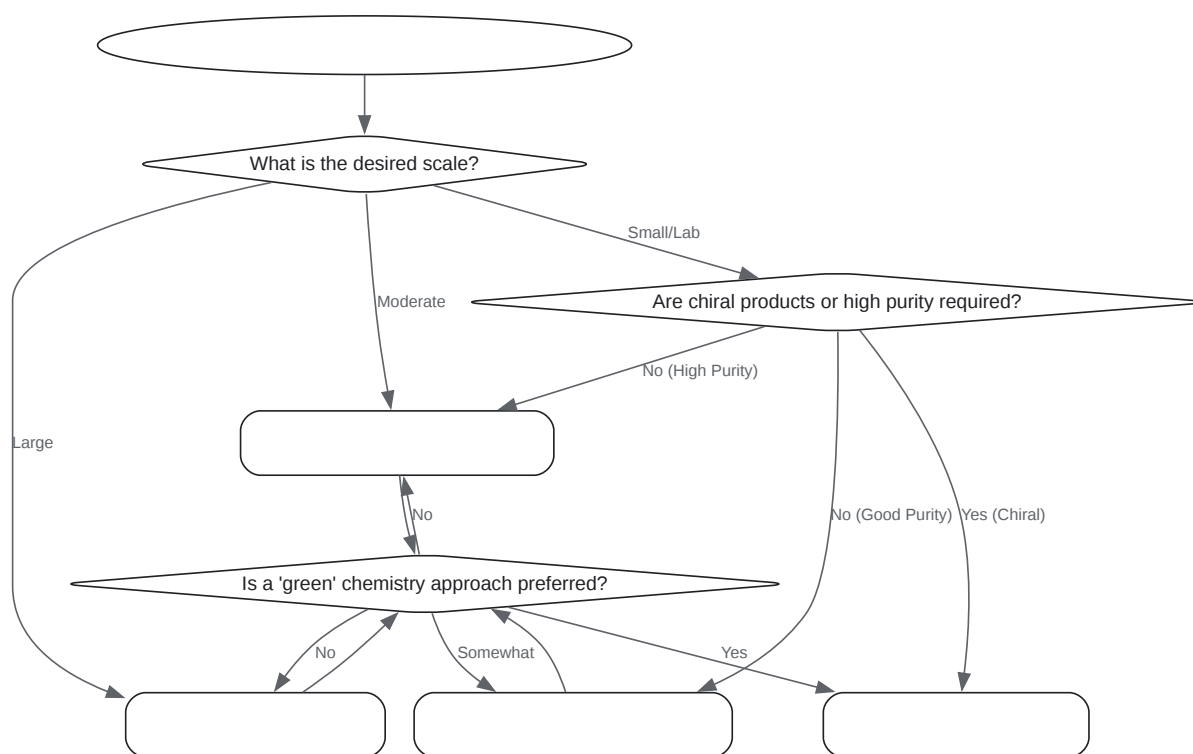 What is the desired scale?
Small/Lab
Moderate
Are chiral products or high purity required?
No (High Purity)
Large
No
No (Good Purity)
Yes (Chiral)
Is a 'green' chemistry approach preferred?
No
Somewhat
Yes